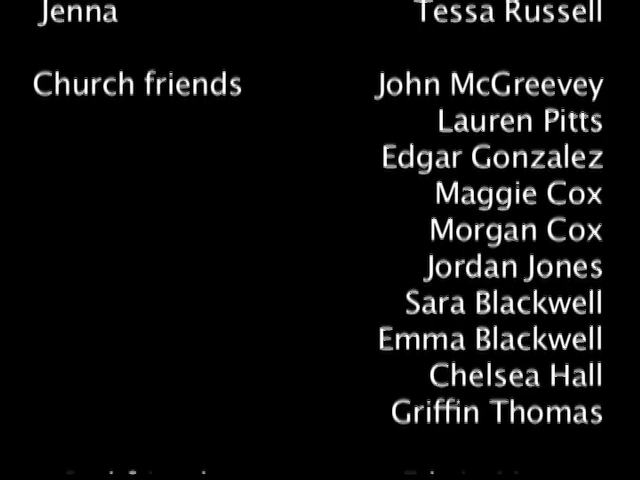 Jenna Tessa Russell
Church friends John McGreevey
Lauren Pitts
Edgar Gonzalez
Maggie Cox
Morgan Cox
Jordan Jones
Sara Blackwell
Emma Blackwell
Chelsea Hall
Griffin Thomas